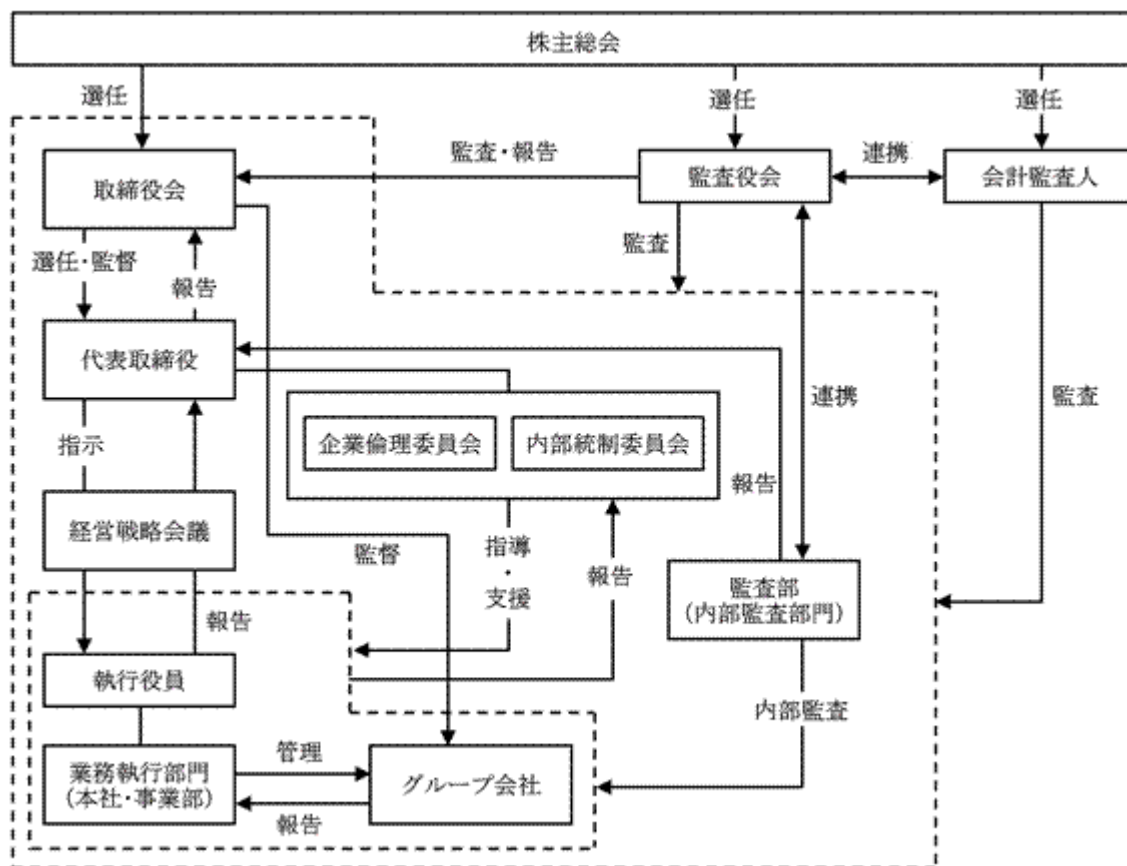 株主総会
選任
選任
選任
監査・報告
連携
取締役会
監査役会
会計監査人
選任・監督
報告
監査
代表取締役
連携
監査
指示
企業倫理委員会
内部統制委員会
報告
経営戦略会議
監督
指導
・
支援
報告
監査部
(内部監査部門)
報告
執行役員
内部監査
業務執行部門
(本社・事業部)
管理
グループ会社
報告